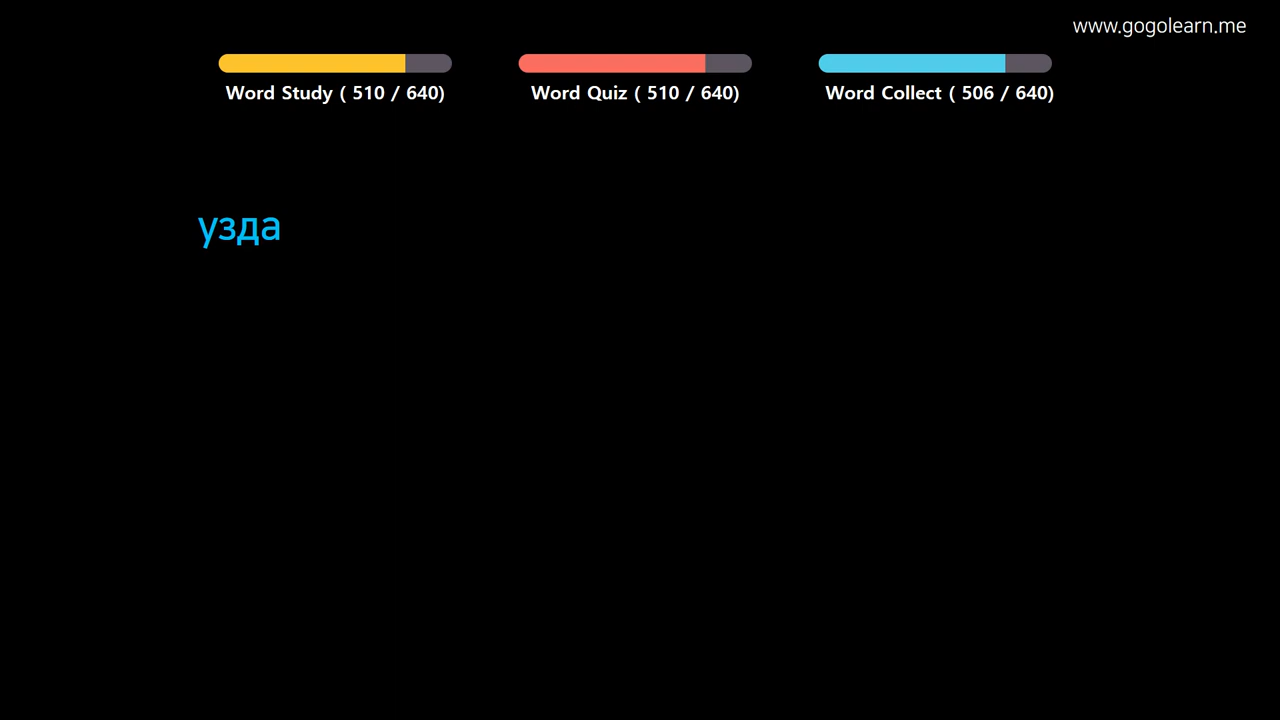 www.gogolearn.me
Word Study ( 510 / 640)
Word Quiz ( 510 / 640)
Word Collect ( 506 / 640)
узда